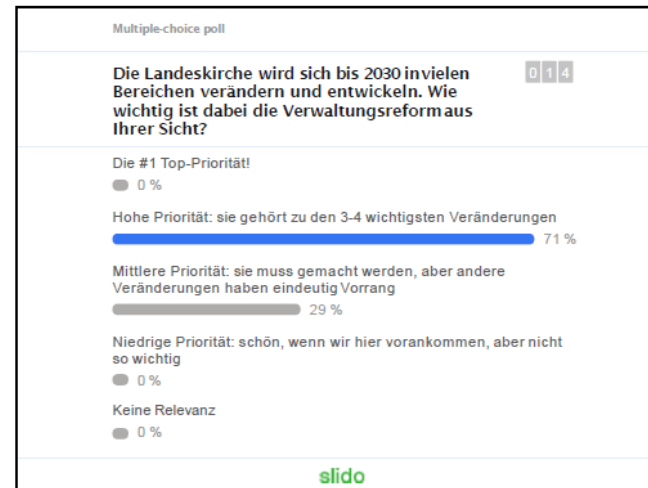 Multiple-choice poll
Die Landeskirche wird sich bis 2030 in vielen
0 1 4
Bereichen verändern und entwickeln. Wie
wichtig ist dabei die Verwaltungsreform aus
Ihrer Sicht?
Die #1 Top-Priorität!
0 %
Hohe Priorität: sie gehört zu den 3-4 wichtigsten Veränderungen
71 %
Mittlere Priorität: sie muss gemacht werden, aber andere
Veränderungen haben eindeutig Vorrang
29 %
Niedrige Priorität: schön, wenn wir hier vorankommen, aber nicht
so wichtig
0 %
Keine Relevanz
0 %
slido